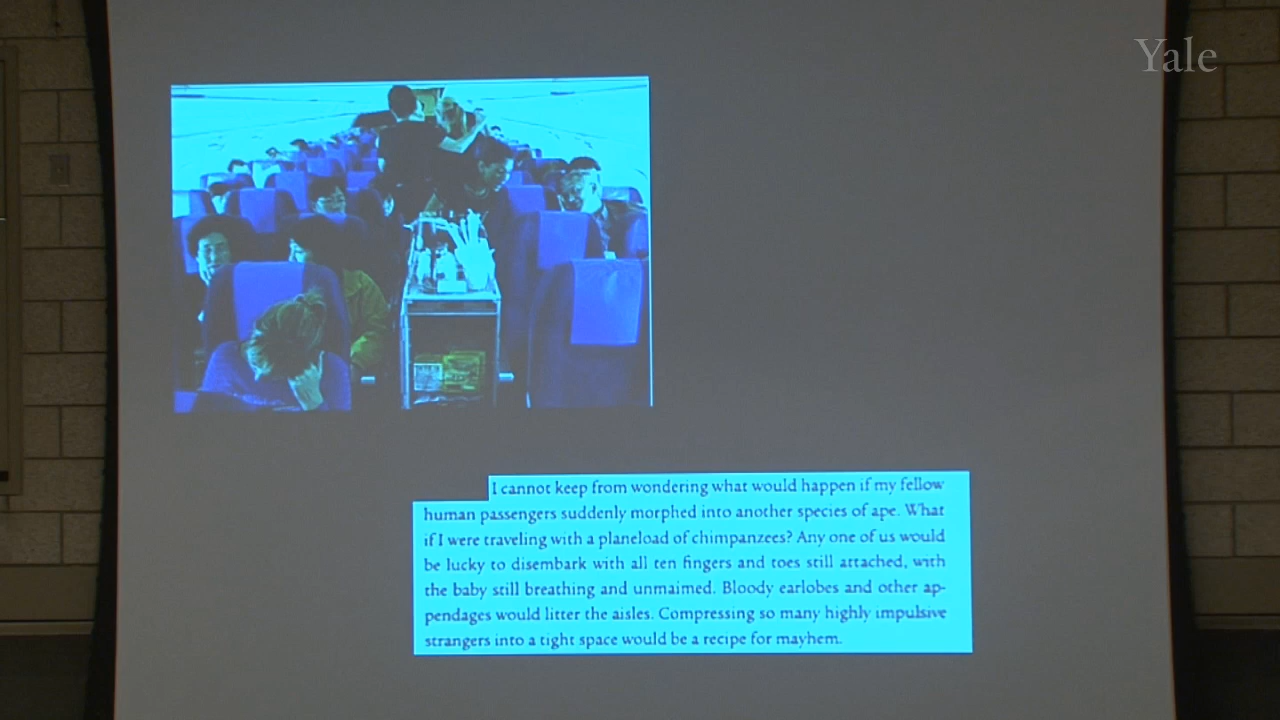 Yale
I cannot keep from wondering what would happen if my fellow
human passengers suddenly morphed into another species of ape. What
if I were traveling with a planeload of chimpanzees? Any one of us would
be lucky to disembark with all ten fingers and toes still attached, with
the baby still breathing and unmaimed. Bloody earlobes and other ap-
pendages would litter the aisles. Compressing so many highly impulsive
strangers into a tight space would be a recipe for mayhem.